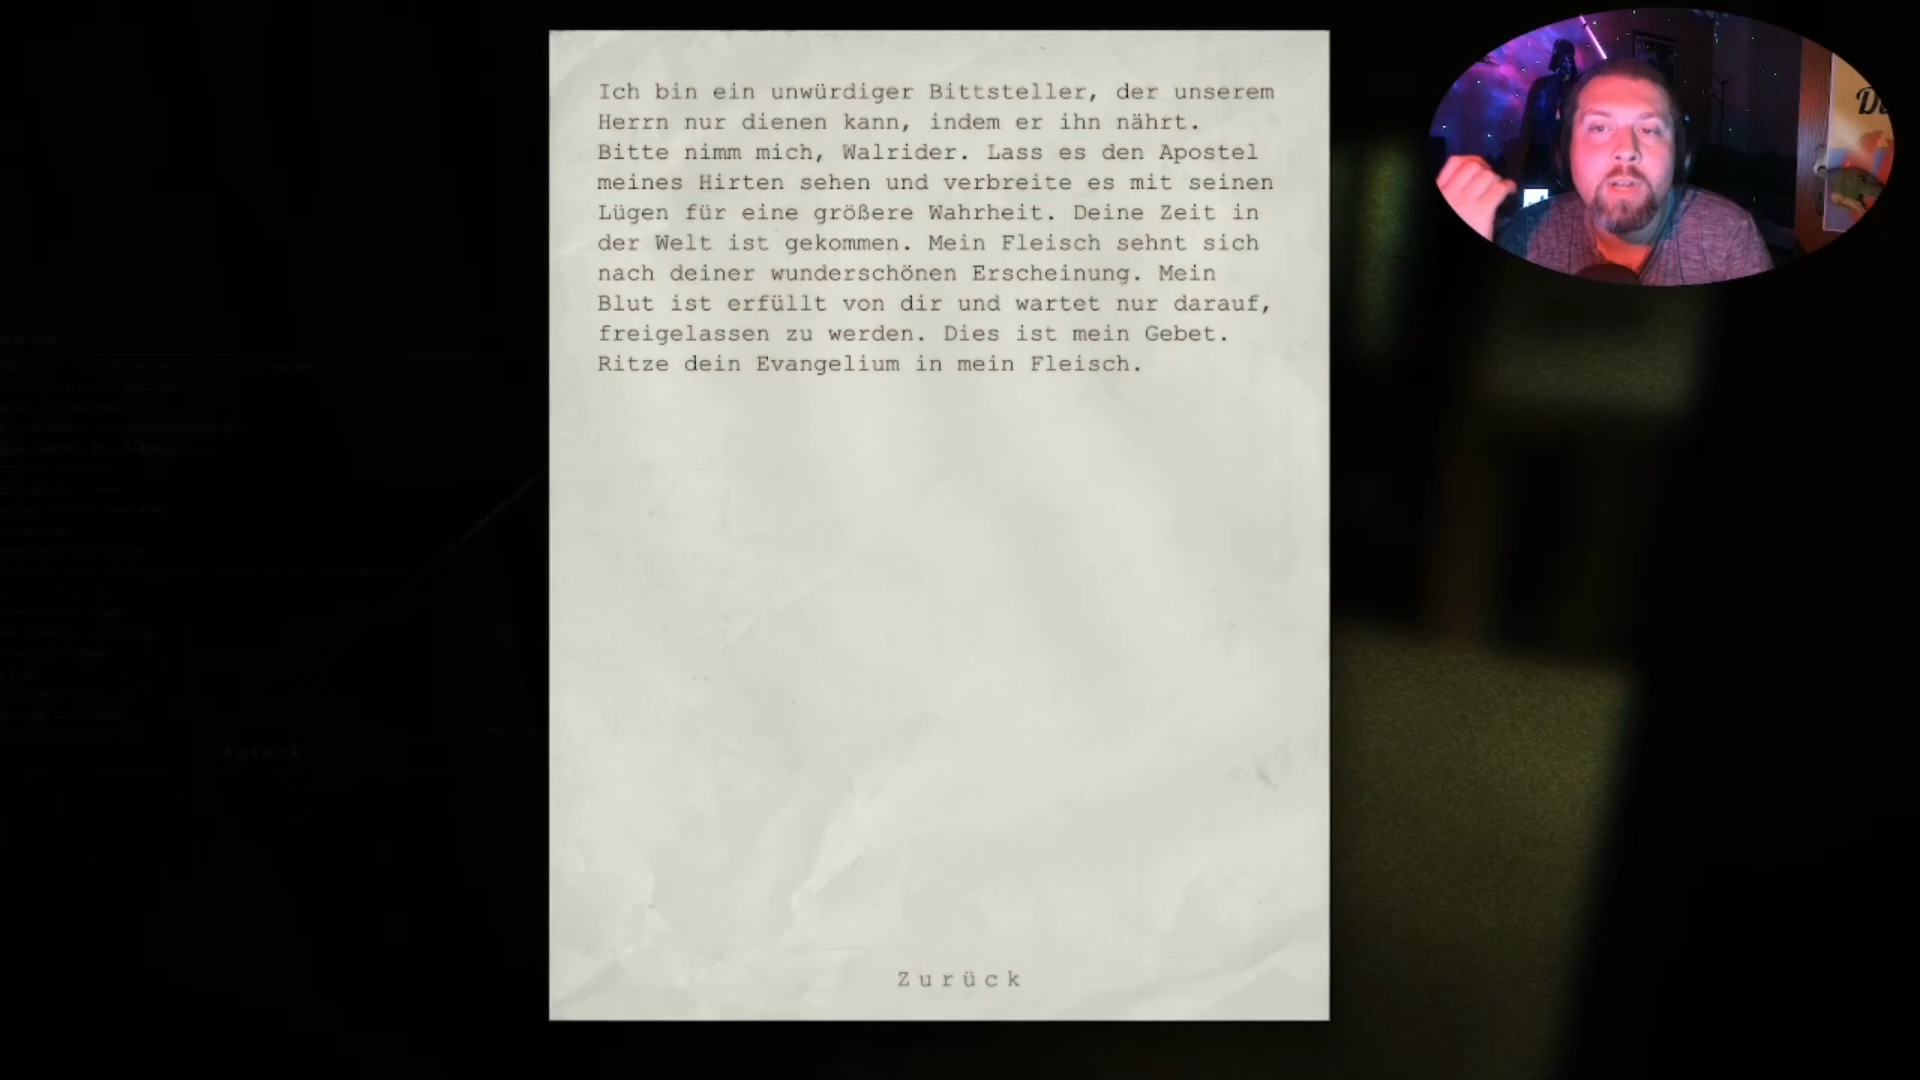 Ich bin ein unwürdiger Bittsteller, der unserem
Herrn nur dienen kann, indem er ihn nährt.
Bitte nimm mich, Walrider. Lass es den Apostel
meines Hirten sehen und verbreite es mit seinen
Lügen für eine größere Wahrheit. Deine Zeit in
der Welt ist gekommen. Mein Fleisch sehnt sich
nach deiner wunderschönen Erscheinung. Mein
Blut ist erfüllt von dir und wartet nur darauf,
freigelassen zu werden. Dies ist mein Gebet.
Ritze dein Evangelium in mein Fleisch.
Zurück